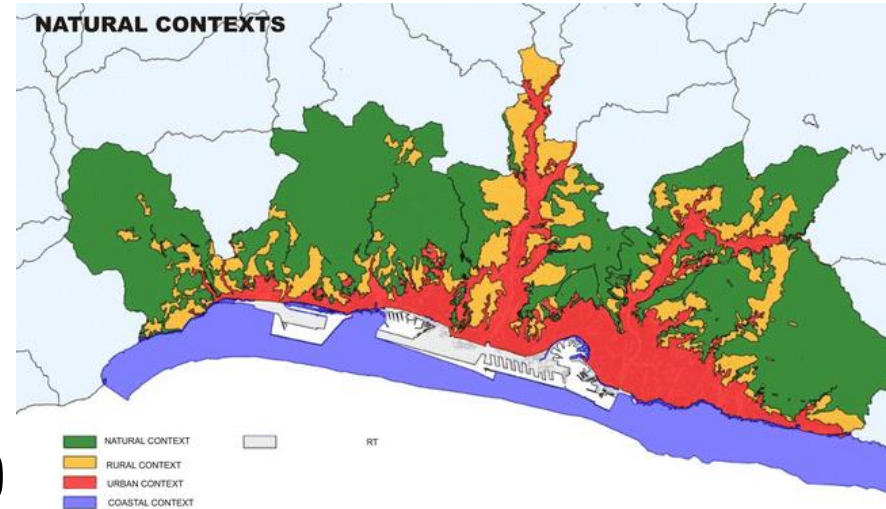 NATURAL CONTEXTS
NATURAL CONTEXT
RT
RURAL CONTEXT
URBAN CONTEXT
COASTAL CONTEXT